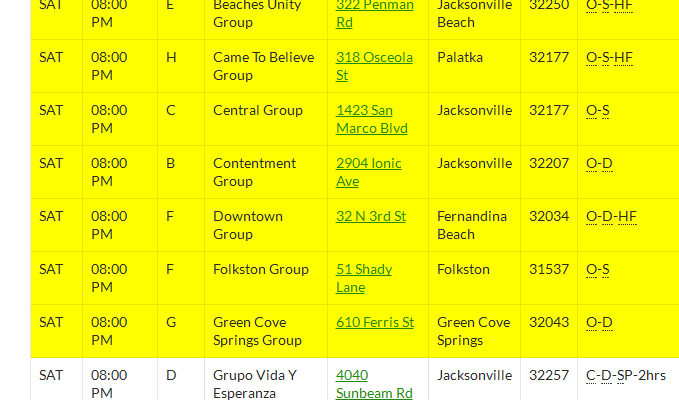 SAT 08:00 E Beaches Unity 322 Penman Jacksonville 32250 O-S-HF
PM Group Rd Beach
SAT 08:00 H Came To Believe 318 Osceola Palatka 32177 O-S-HF
PM Group St
SAT 08:00 C Central Group 1423 San Jacksonville 32177 O-S
PM Marco Blvd
SAT 08:00 B Contentment 2904 Ionic Jacksonville 32207 O-D
PM Group Ave
SAT 08:00 F Downtown 32 N 3rd St Fernandina 32034 O-D-HF
PM Group Beach
SAT 08:00 F Folkston Group 51 Shady Folkston 31537 O-S
PM Lane
SAT 08:00 G Green Cove 610 Ferris St Green Cove 32043 O-D
PM Springs Group Springs
SAT 08:00 D Grupo Vida Y 4040 Jacksonville 32257 C-D-SP-2hrs
PM Esperanza Sunbeam Rd